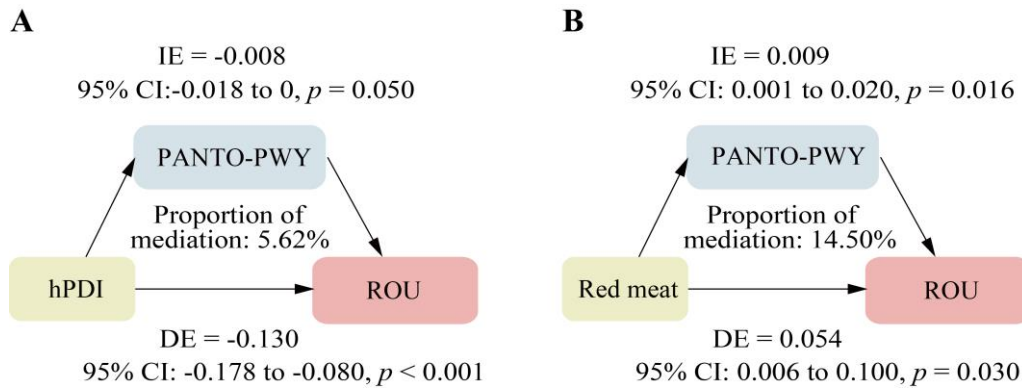 A
IE = -0.008
95% CI:-0.018 to 0, p = 0.050
PANTO-PWY
Proportion of
mediation: 5.62%
hPDI
ROU
DE = -0.130
95% CI: -0.178 to -0.080, p < 0.001
B
IE = 0.009
95% CI: 0.001 to 0.020, p = 0.016
PANTO-PWY
Proportion of
mediation: 14.50%
Red meat
ROU
DE = 0.054
95% CI: 0.006 to 0.100, p = 0.030